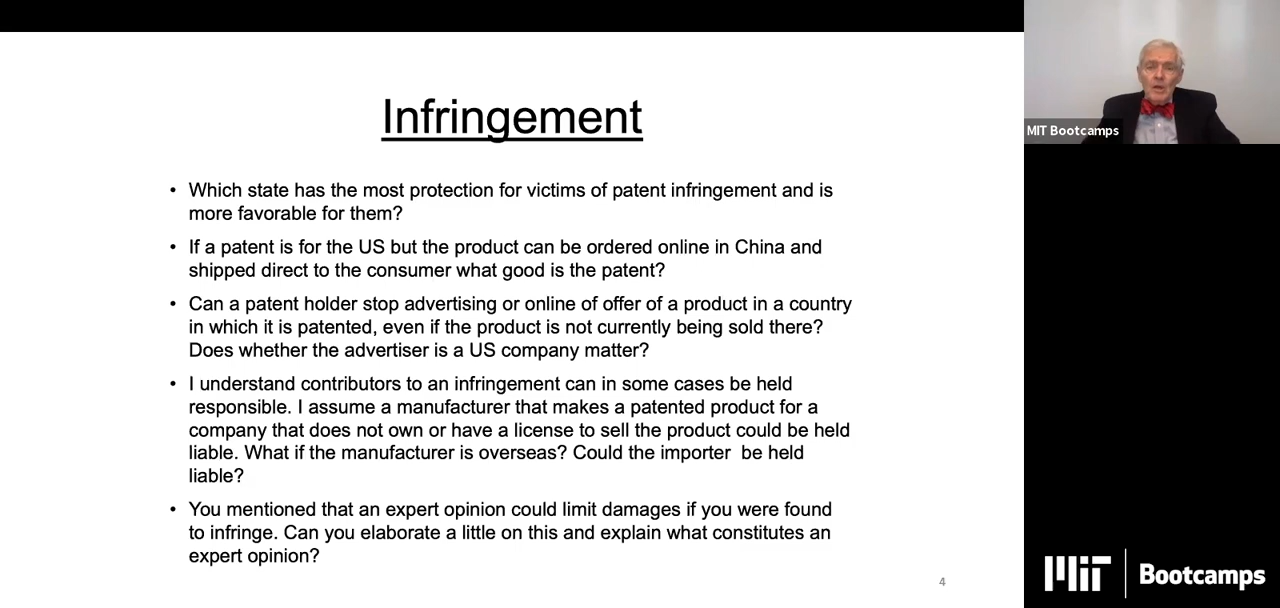 Infringement
• Which state has the most protection for victims of patent infringement and is
more favorable for them?
• If a patent is for the US but the product can be ordered online in China and
shipped direct to the consumer what good is the patent?
• Can a patent holder stop advertising or online of offer of a product in a country
in which it is patented, even if the product is not currently being sold there?
Does whether the advertiser is a US company matter?
• I understand contributors to an infringement can in some cases be held
responsible. I assume a manufacturer that makes a patented product for a
company that does not own or have a license to sell the product could be held
liable. What if the manufacturer is overseas? Could the importer  be held
liable?
• You mentioned that an expert opinion could limit damages if you were found
to infringe. Can you elaborate a little on this and explain what constitutes an
expert opinion?
4
MIT Bootcamps
MIT Bootcamps